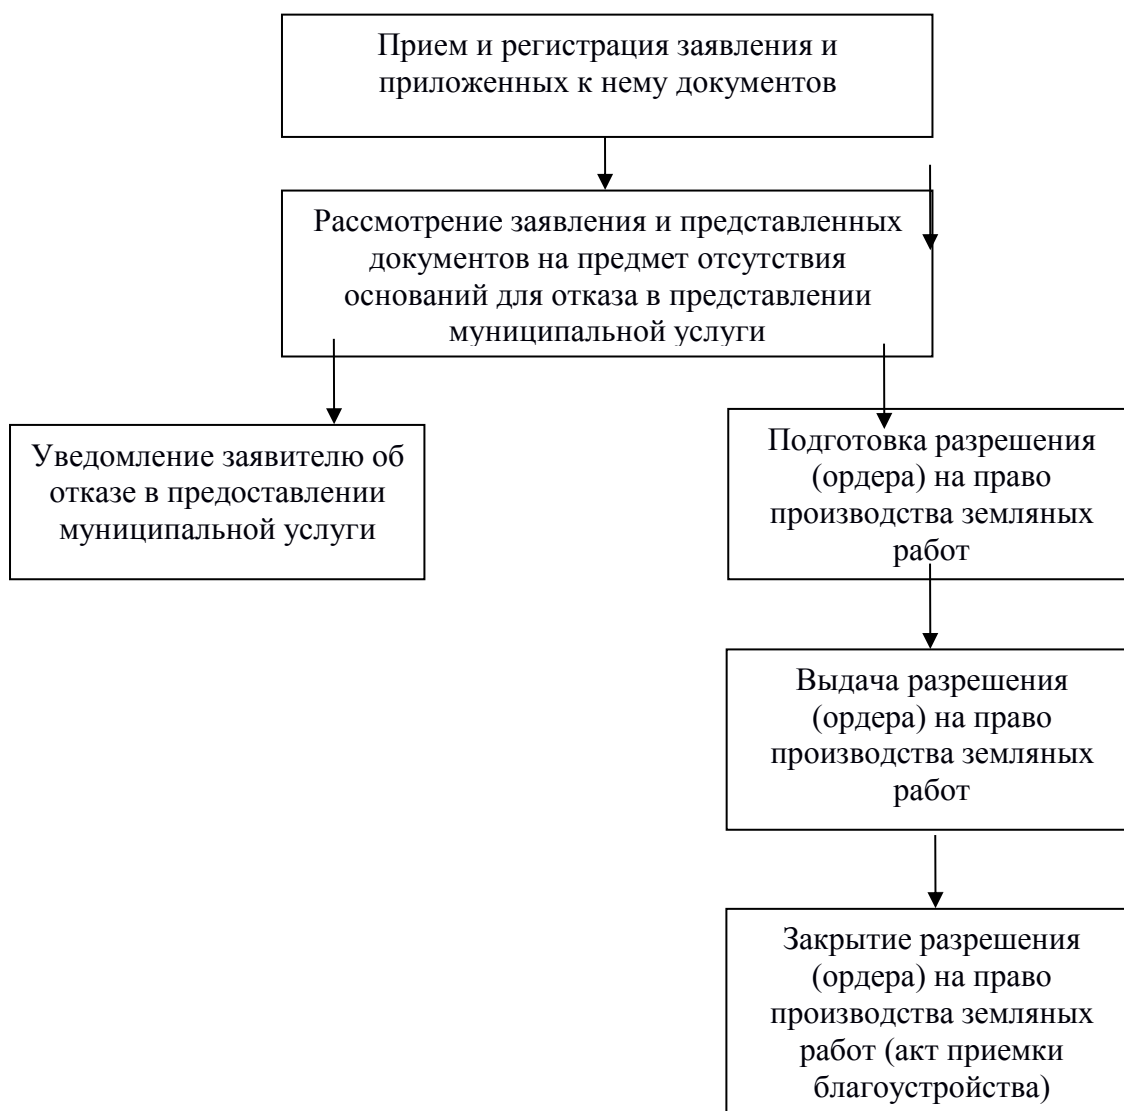 Прием и регистрация заявления и
приложенных к нему документов
Рассмотрение заявления и представленных
документов на предмет отсутствия
оснований для отказа в представлении
муниципальной услуги
Уведомление заявителю об
отказе в предоставлении
муниципальной услуги
Подготовка разрешения
(ордера) на право
производства земляных
работ
Выдача разрешения
(ордера) на право
производства земляных
работ
Закрытие разрешения
(ордера) на право
производства земляных
работ (акт приемки
благоустройства)